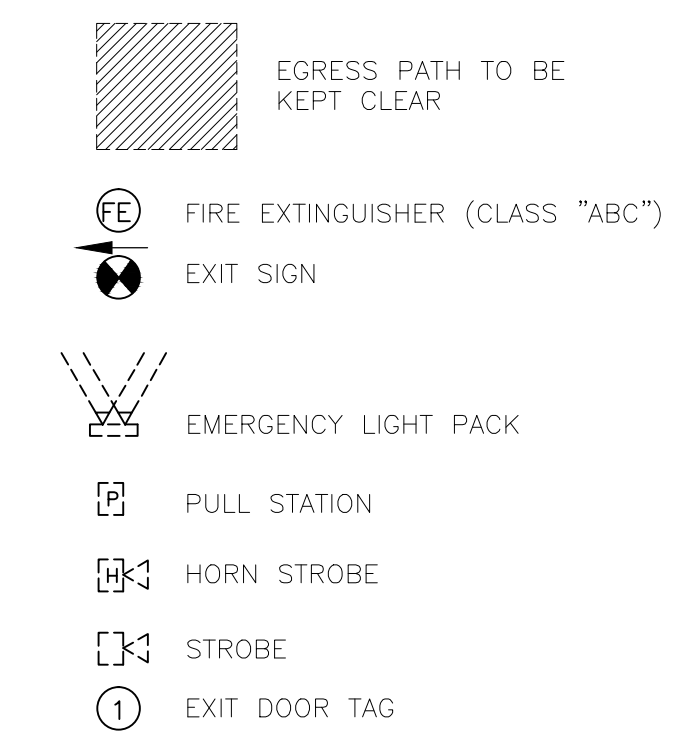 EGRESS PATH TO BE
KEPT CLEAR
FE FIRE EXTINGUISHER (CLASS "ABC")
EXIT SIGN
EMERGENCY LIGHT PACK
P PULL STATION
H HORN STROBE
STROBE
1 EXIT DOOR TAG